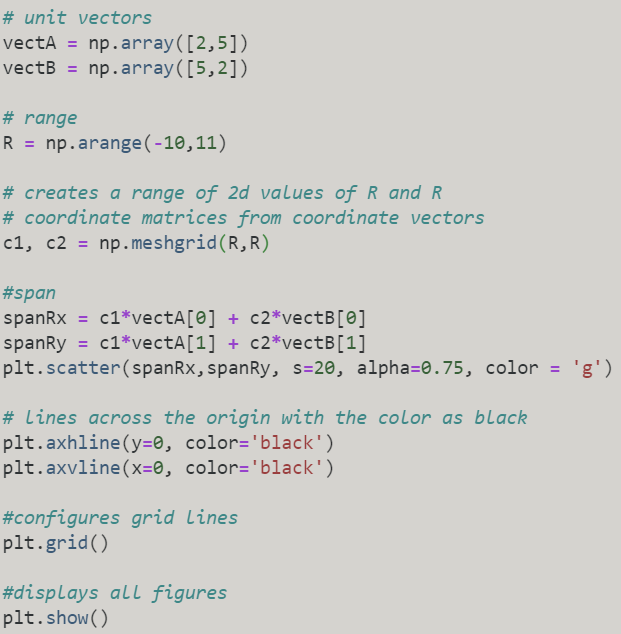 # unit vectors
vectA = np.array([2,5])
vectB = np.array([5,2])
# range
R = np.arange(-10,11)
# creates a range of 2d values of R and R
# coordinate matrices from coordinate vectors
c1, c2 = np.meshgrid(R,R)
#span
spanRx = c1*vectA[0] + c2*vectB[0]
spanRy = c1*vectA[1] + c2*vectB[1]
plt.scatter(spanRx,spanRy, s=20, alpha=0.75, color = 'g')
# lines across the origin with the color as black
plt.axhline(y=0, color='black')
plt.axvline(x=0, color='black')
#configures grid lines
plt.grid()
#displays all figures
plt.show()